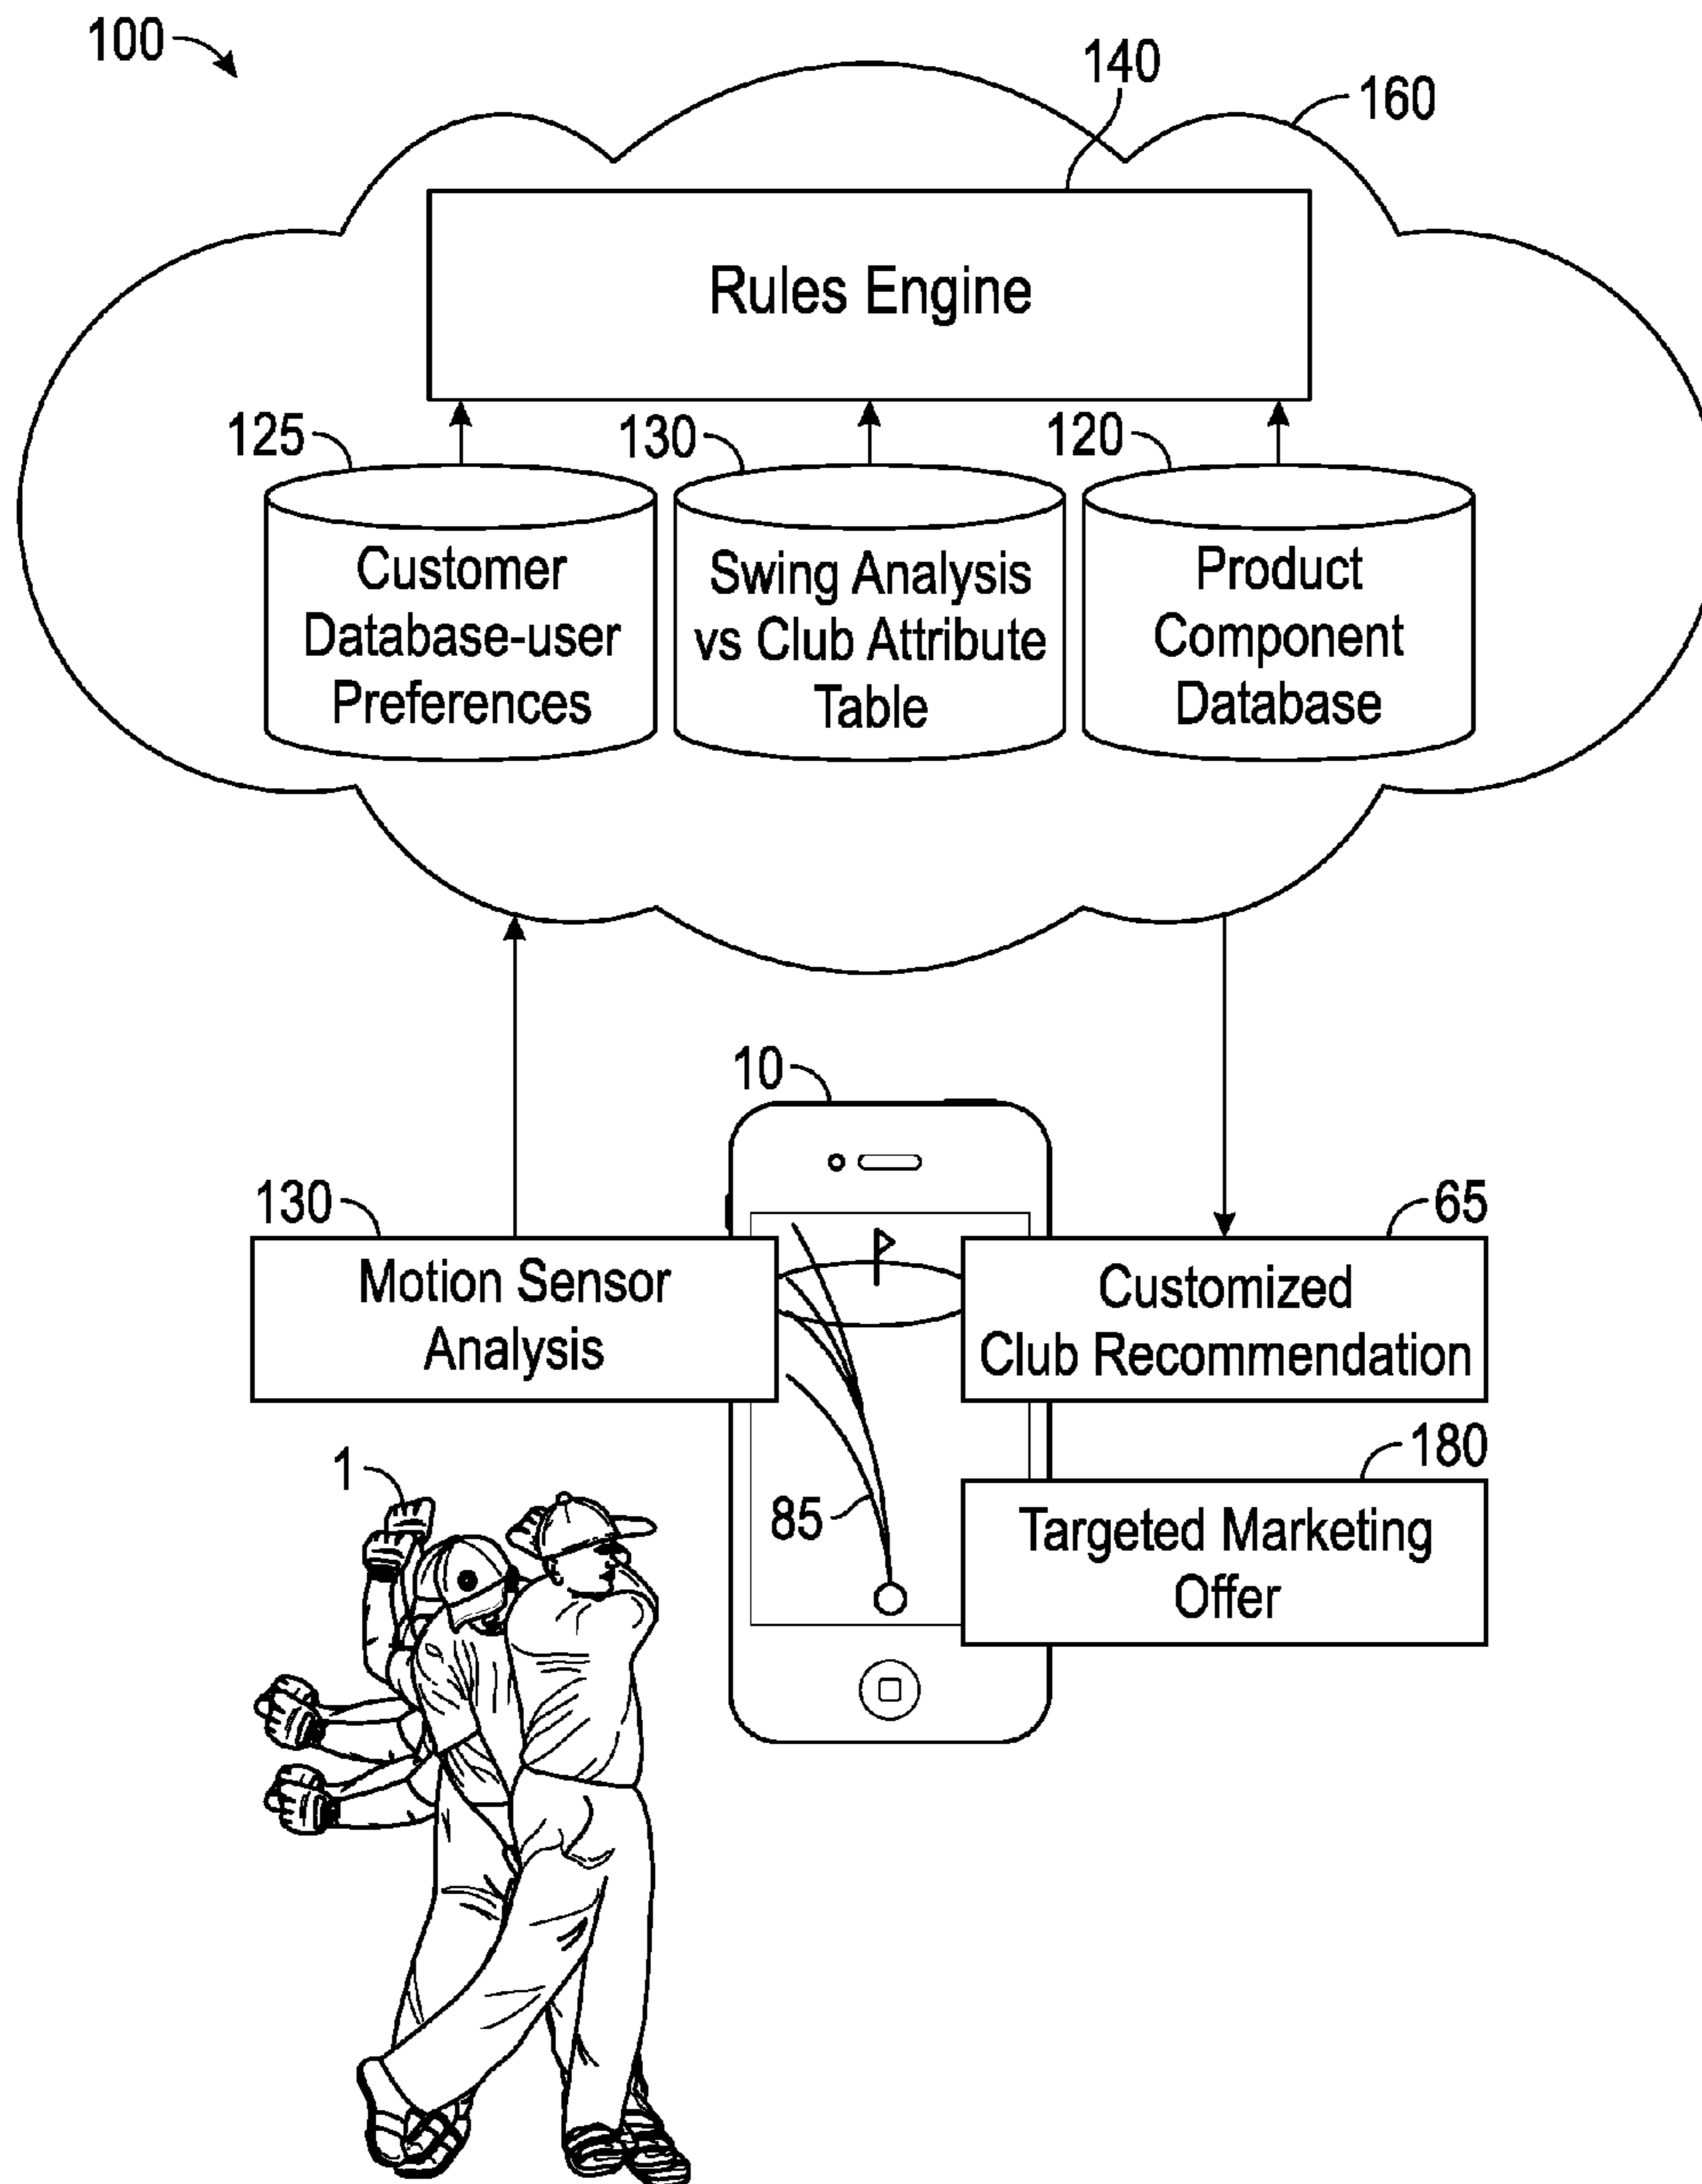 100
140
160
Rules Engine
125
130
120
Customer
Database-user
Preferences
Swing Analysis
vs Club Attribute
Table
Product
Component
Database
10
130
65
Motion Sensor
Analysis
Customized
Club Recommendation
1
180
85
Targeted Marketing
Offer